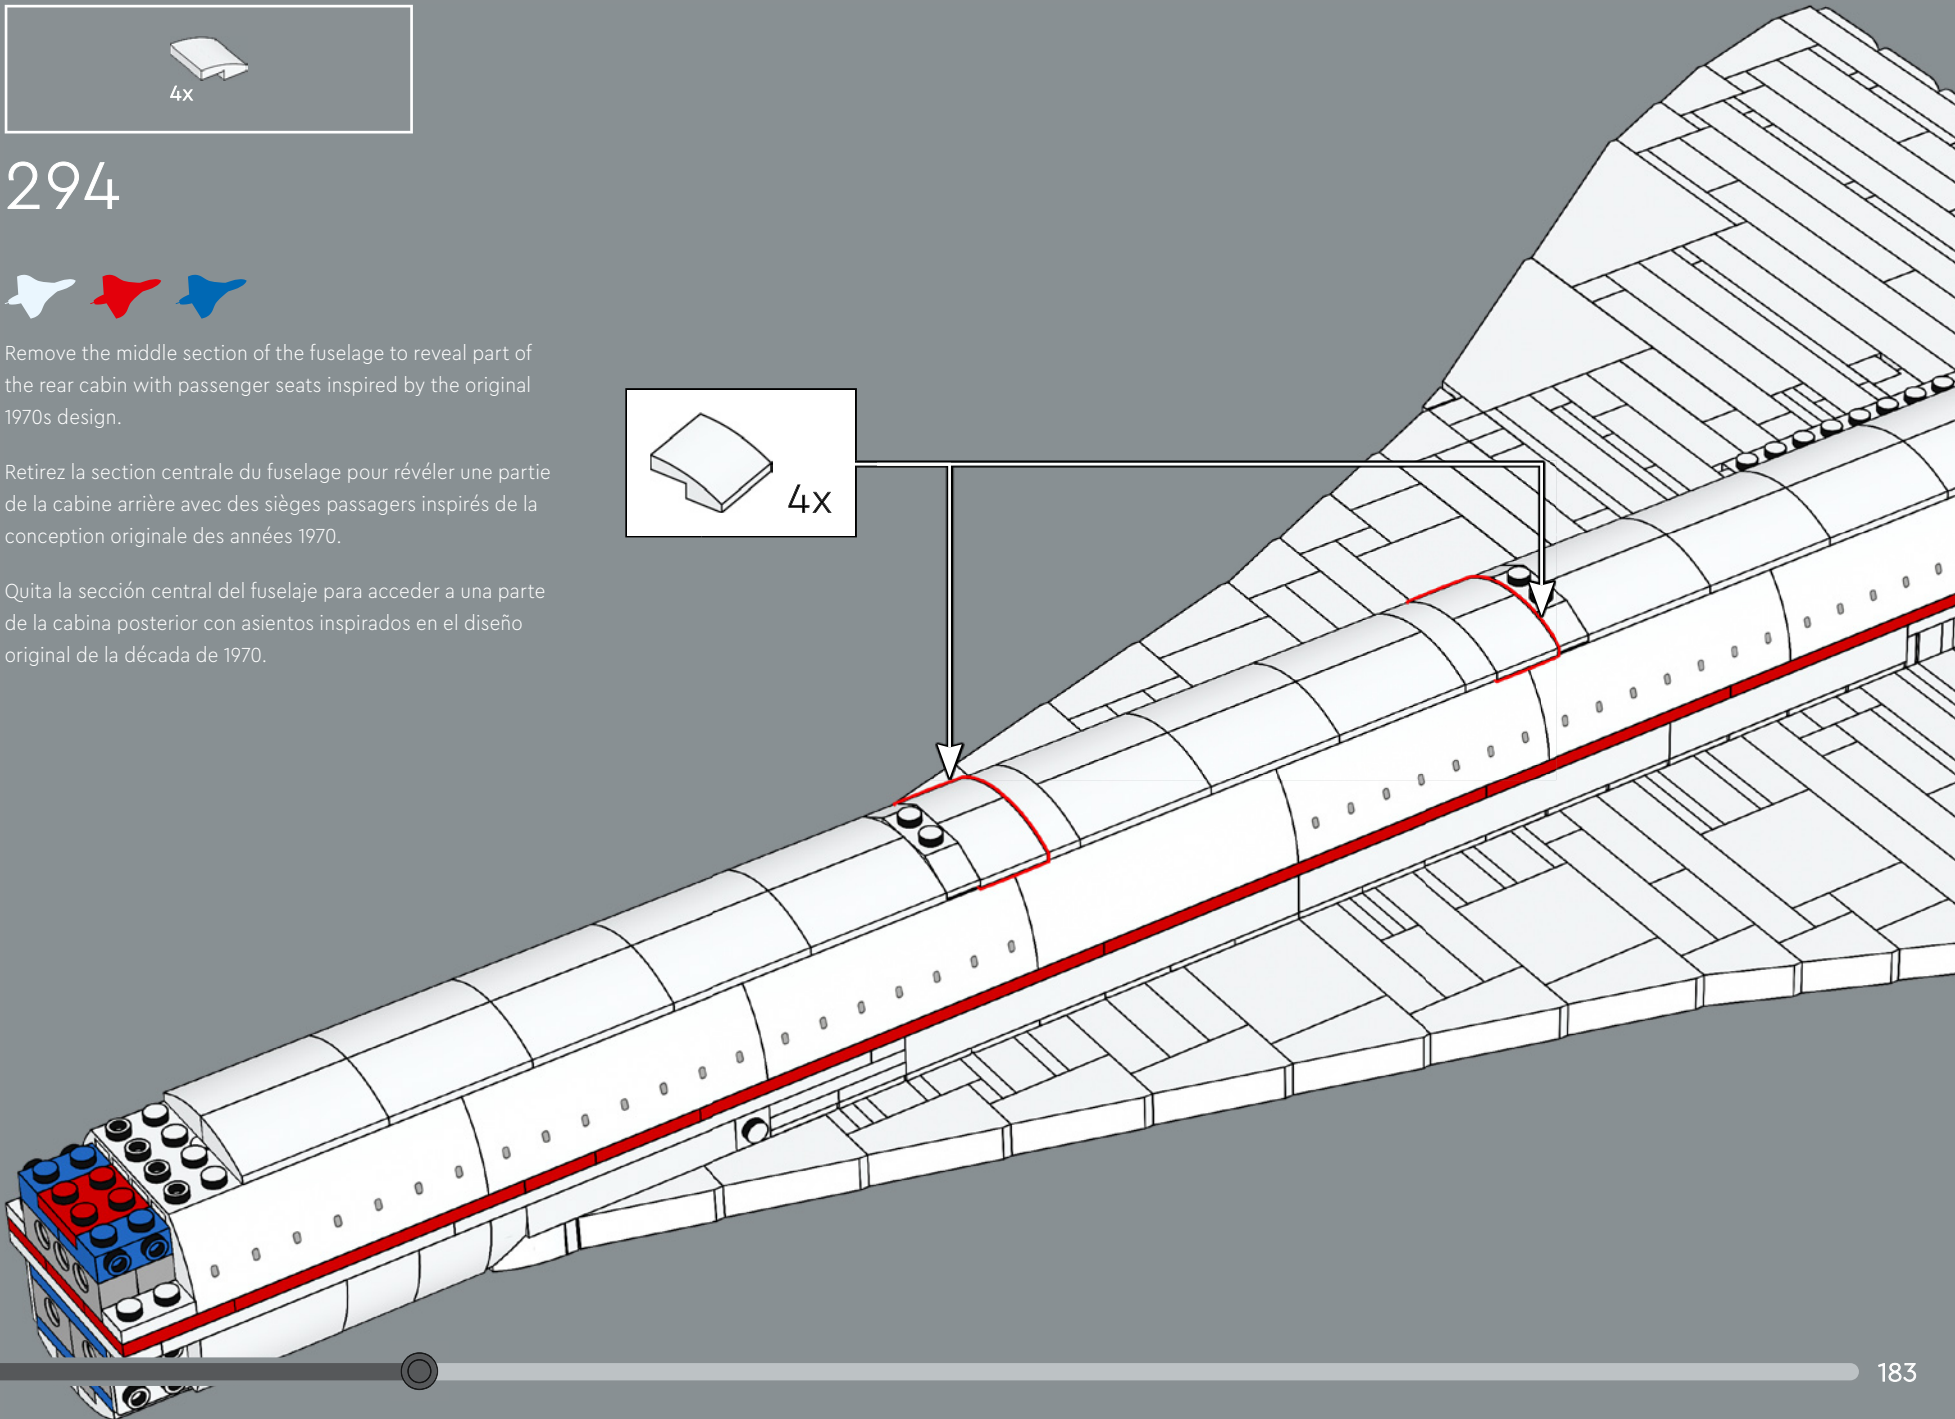 4x
294
Remove the middle section of the fuselage to reveal part of
the rear cabin with passenger seats inspired by the original
1970s design.
Retirez la section centrale du fuselage pour révéler une partie
de la cabine arrière avec des sièges passagers inspirés de la
conception originale des années 1970.
Quita la sección central del fuselaje para acceder a una parte
de la cabina posterior con asientos inspirados en el diseño
original de la década de 1970.
4x
183